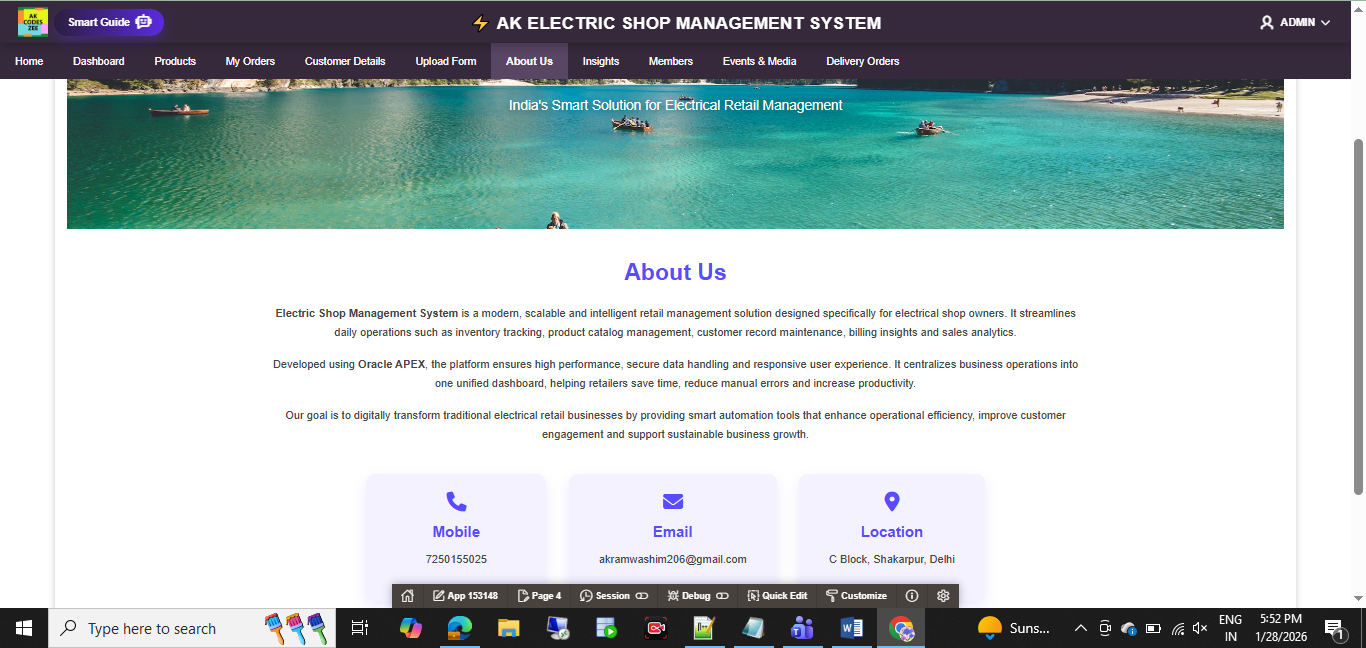 AK
CODES
ZEE
Smart Guide
AK ELECTRIC SHOP MANAGEMENT SYSTEM
ADMIN
Home Dashboard Products My Orders Customer Details Upload Form About Us Insights Members Events & Media Delivery Orders
India's Smart Solution for Electrical Retail Management
About Us
Electric Shop Management System is a modern, scalable and intelligent retail management solution designed specifically for electrical shop owners. It streamlines
daily operations such as inventory tracking, product catalog management, customer record maintenance, billing insights and sales analytics.
Developed using Oracle APEX, the platform ensures high performance, secure data handling and responsive user experience. It centralizes business operations into
one unified dashboard, helping retailers save time, reduce manual errors and increase productivity.
Our goal is to digitally transform traditional electrical retail businesses by providing smart automation tools that enhance operational efficiency, improve customer
engagement and support sustainable business growth.
Mobile
7250155025
Email
akramwashim206@gmail.com
Location
C Block, Shakarpur, Delhi
App 153148 Page 4 Session Debug Quick Edit Customize
Type here to search
Suns...
ENG
IN
5:52 PM
1/28/2026
1